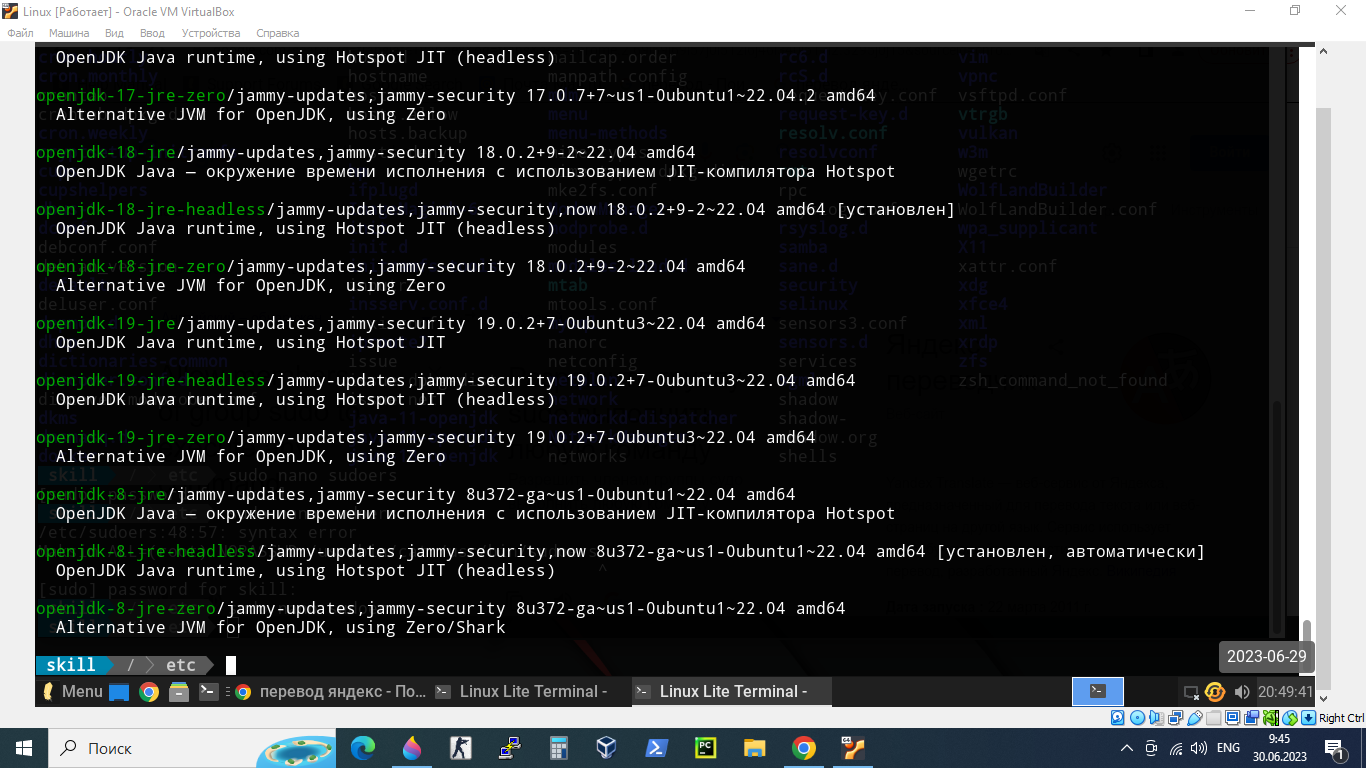 Linux [Работает] - Oracle VM VirtualBox
Файл Машина Вид Ввод Устройства Справка
OpenJDK Java runtime, using Hotspot JIT (headless)
openjdk-17-jre-zero/jammy-updates,jammy-security 17.0.7+7~us1-0ubuntu1~22.04.2 amd64
Alternative JVM for OpenJDK, using Zero
openjdk-18-jre/jammy-updates,jammy-security 18.0.2+9-2~22.04 amd64
OpenJDK Java – окружение времени исполнения с использованием JIT-компилятора Hotspot
openjdk-18-jre-headless/jammy-updates,jammy-security,now 18.0.2+9-2~22.04 amd64 [установлен]
OpenJDK Java runtime, using Hotspot JIT (headless)
openjdk-18-jre-zero/jammy-updates,jammy-security 18.0.2+9-2~22.04 amd64
Alternative JVM for OpenJDK, using Zero
openjdk-19-jre/jammy-updates,jammy-security 19.0.2+7-0ubuntu3~22.04 amd64
OpenJDK Java runtime, using Hotspot JIT
openjdk-19-jre-headless/jammy-updates,jammy-security 19.0.2+7-0ubuntu3~22.04 amd64
OpenJDK Java runtime, using Hotspot JIT (headless)
openjdk-19-jre-zero/jammy-updates,jammy-security 19.0.2+7-0ubuntu3~22.04 amd64
Alternative JVM for OpenJDK, using Zero
openjdk-8-jre/jammy-updates,jammy-security 8u372-ga~us1-0ubuntu1~22.04 amd64
OpenJDK Java – окружение времени исполнения с использованием JIT-компилятора Hotspot
openjdk-8-jre-headless/jammy-updates,jammy-security,now 8u372-ga~us1-0ubuntu1~22.04 amd64 [установлен, автоматически]
OpenJDK Java runtime, using Hotspot JIT (headless)
openjdk-8-jre-zero/jammy-updates,jammy-security 8u372-ga~us1-0ubuntu1~22.04 amd64
Alternative JVM for OpenJDK, using Zero/Shark
skill / etc
2023-06-29
Menu перевод яндекс - По... Linux Lite Terminal - Linux Lite Terminal - 20:49:41
Right Ctrl
Поиск ENG 9:45
30.06.2023